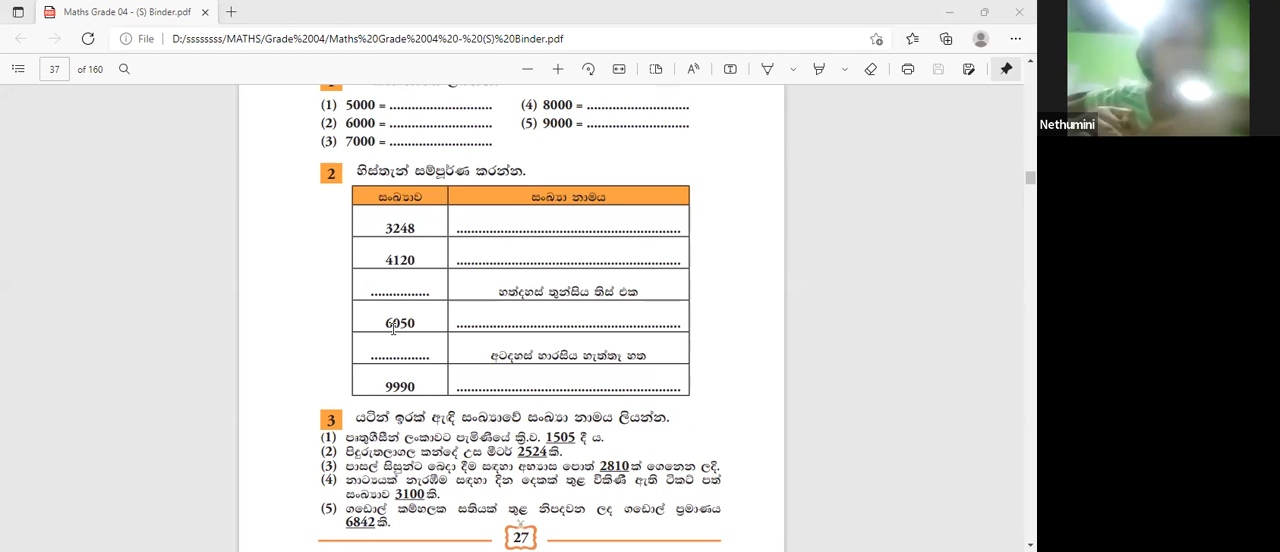 Maths Grade 04 - (S) Binder.pdf
File
D:/ssssssss/MATHS/Grade%2004/Maths%20Grade%2004%20-%20(S)%20Binder.pdf
37 of 160
(1) 5000 = ............................ (4) 8000 = ............................
(2) 6000 = ............................ (5) 9000 = ............................
(3) 7000 = ............................
2 හිස්තැන් සම්පූර්ණ කරන්න.
සංඛ්‍යාව සංඛ්‍යා නාමය
3248 ............................................................
4120 ............................................................
................ හත්දහස් තුන්සිය තිස් එක
6950 ............................................................
................ අටදහස් හාරසිය හැත්තෑ හත
9990 ............................................................
3 යටින් ඉරක් ඇඳි සංඛ්‍යාවේ සංඛ්‍යා නාමය ලියන්න.
(1) පෘතුගීසීන් ලංකාවට පැමිණියේ ක්‍රි.ව. 1505 දී ය.
(2) පිදුරුතලාගල කන්දේ උස මීටර් 2524කි.
(3) පාසල් සිසුන්ට බෙදා දීම සඳහා අභ්‍යාස පොත් 2810ක් ගෙනෙන ලදි.
(4) නාට්‍යයක් නැරඹීම සඳහා දින දෙකක් තුළ විකිණී ඇති ටිකට් පත්
සංඛ්‍යාව 3100කි.
(5) ගඩොල් කම්හලක සතියක් තුළ නිපදවන ලද ගඩොල් ප්‍රමාණය
6842කි.
27
Nethumini